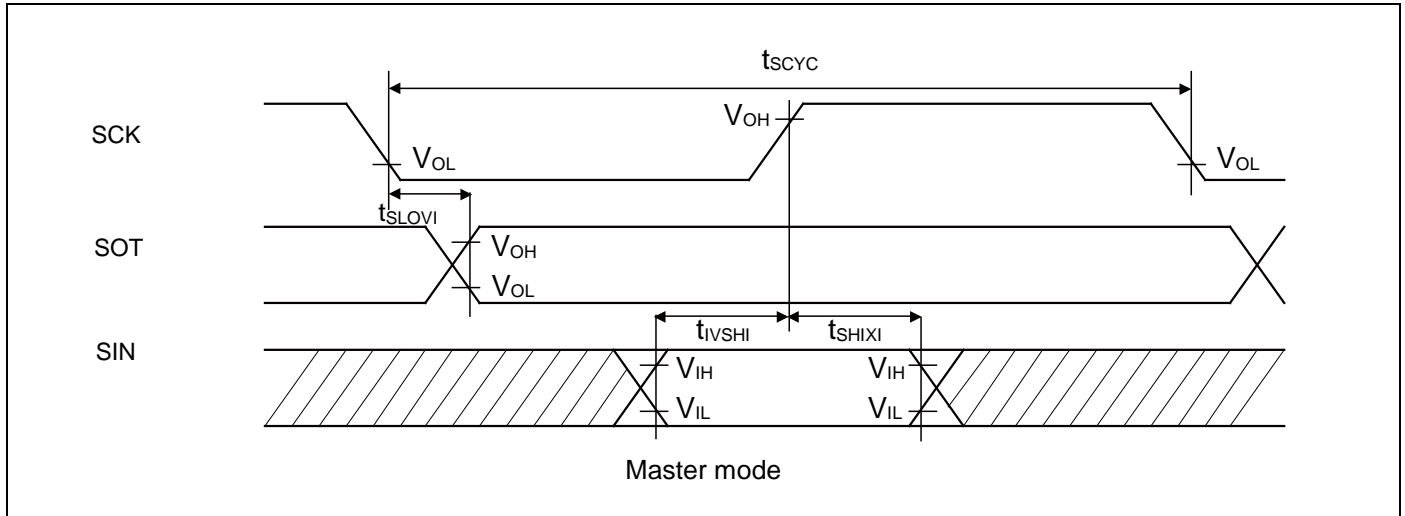 tSCYC
SCK
VOH
VOL
VOL
tSLOVI
SOT
VOH
VOL
tIVSHI
tSHIXI
SIN
VIH
VIH
VIL
VIL
Master mode